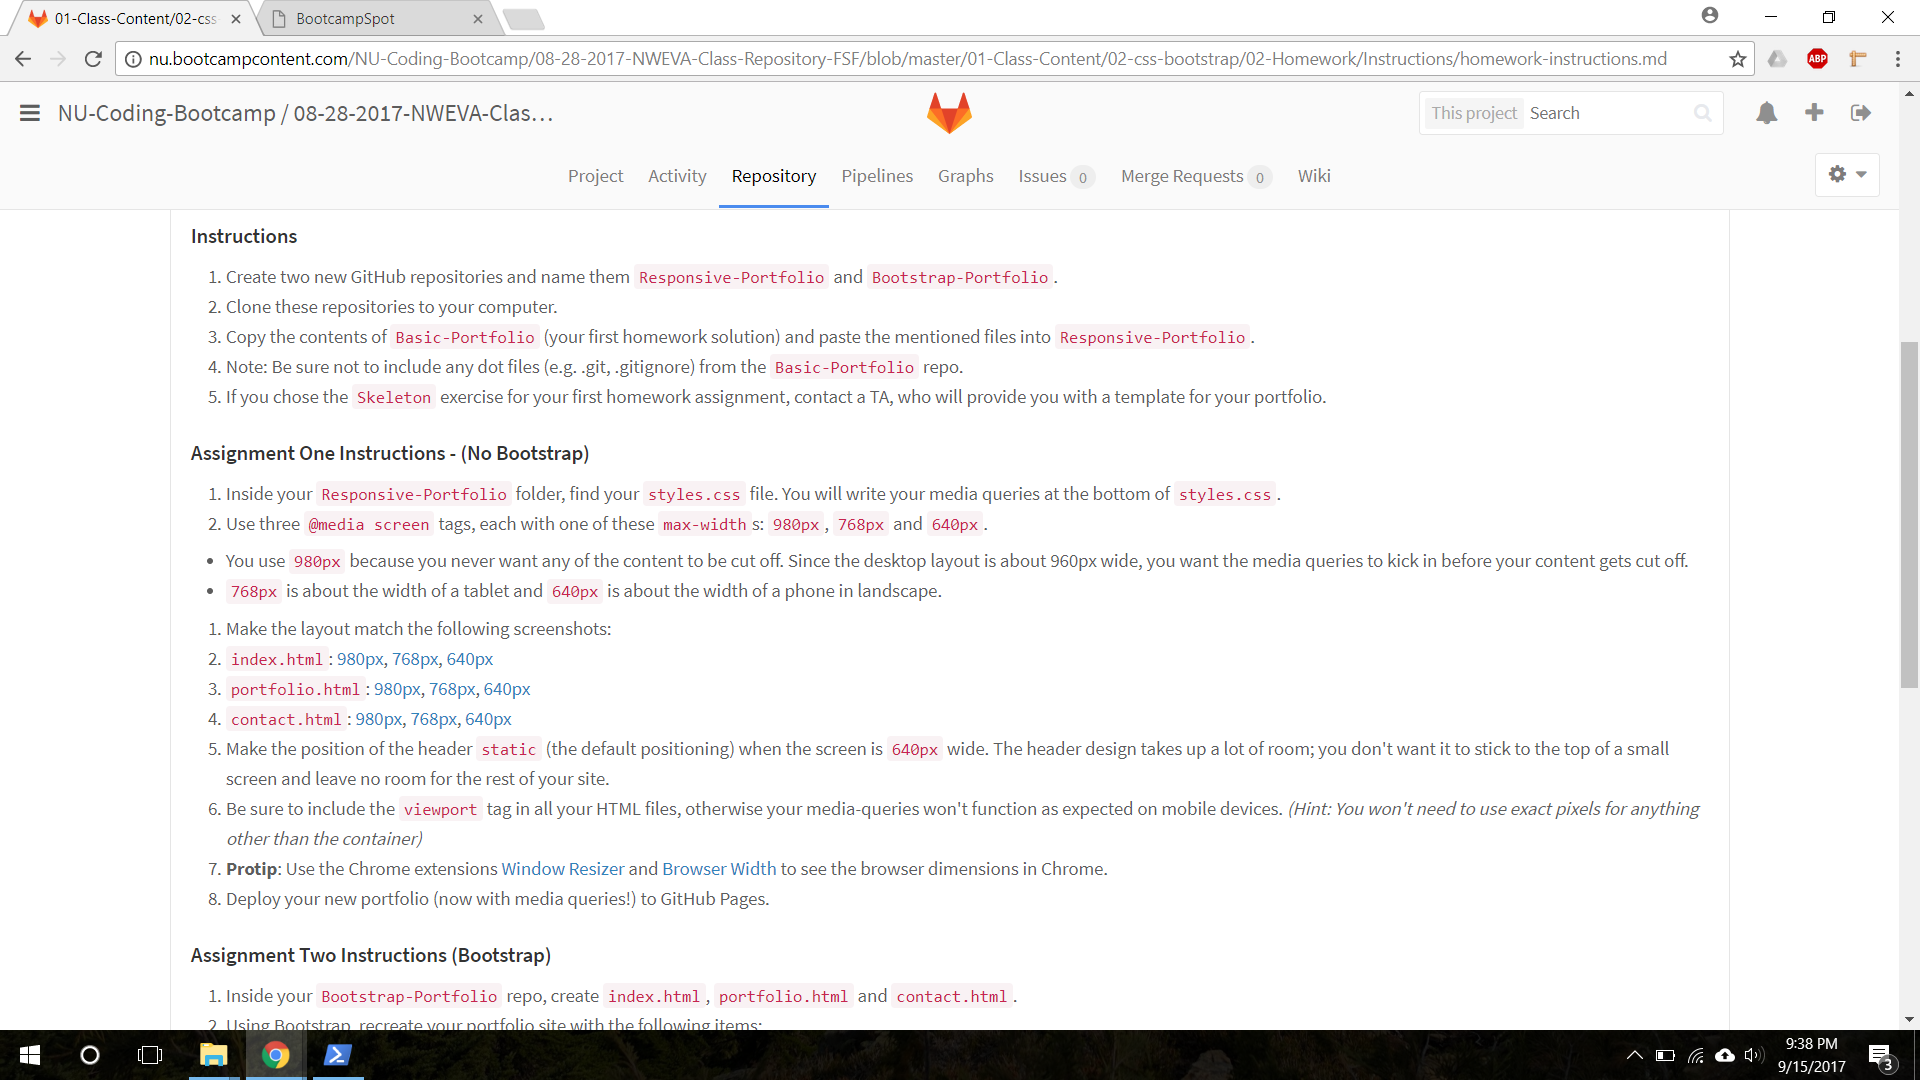 01-Class-Content/02-css
BootcampSpot
nu.bootcampcontent.com/NU-Coding-Bootcamp/08-28-2017-NWEVA-Class-Repository-FSF/blob/master/01-Class-Content/02-css-bootstrap/02-Homework/Instructions/homework-instructions.md
ABP
NU-Coding-Bootcamp / 08-28-2017-NWEVA-Clas…
This project Search
Project Activity Repository Pipelines Graphs Issues 0 Merge Requests 0 Wiki
Instructions
1. Create two new GitHub repositories and name them Responsive-Portfolio and Bootstrap-Portfolio.
2. Clone these repositories to your computer.
3. Copy the contents of Basic-Portfolio (your first homework solution) and paste the mentioned files into Responsive-Portfolio.
4. Note: Be sure not to include any dot files (e.g. .git, .gitignore) from the Basic-Portfolio repo.
5. If you chose the Skeleton exercise for your first homework assignment, contact a TA, who will provide you with a template for your portfolio.
Assignment One Instructions - (No Bootstrap)
1. Inside your Responsive-Portfolio folder, find your styles.css file. You will write your media queries at the bottom of styles.css.
2. Use three @media screen tags, each with one of these max-width s: 980px, 768px and 640px.
• You use 980px because you never want any of the content to be cut off. Since the desktop layout is about 960px wide, you want the media queries to kick in before your content gets cut off.
• 768px is about the width of a tablet and 640px is about the width of a phone in landscape.
1. Make the layout match the following screenshots:
2. index.html: 980px, 768px, 640px
3. portfolio.html: 980px, 768px, 640px
4. contact.html: 980px, 768px, 640px
5. Make the position of the header static (the default positioning) when the screen is 640px wide. The header design takes up a lot of room; you don't want it to stick to the top of a small
screen and leave no room for the rest of your site.
6. Be sure to include the viewport tag in all your HTML files, otherwise your media-queries won't function as expected on mobile devices. (Hint: You won't need to use exact pixels for anything
other than the container)
7. Protip: Use the Chrome extensions Window Resizer and Browser Width to see the browser dimensions in Chrome.
8. Deploy your new portfolio (now with media queries!) to GitHub Pages.
Assignment Two Instructions (Bootstrap)
1. Inside your Bootstrap-Portfolio repo, create index.html, portfolio.html and contact.html.
2. Using Bootstrap, recreate your portfolio site with the following items:
9:38 PM
9/15/2017
3